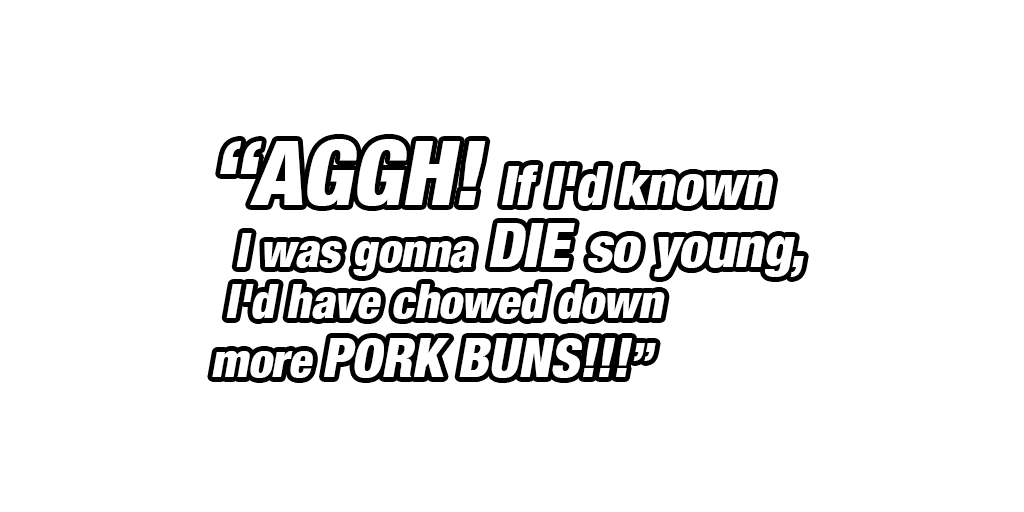 “AGGH! If I'd known
I was gonna DIE so young,
I'd have chowed down
more PORK BUNS!!!”